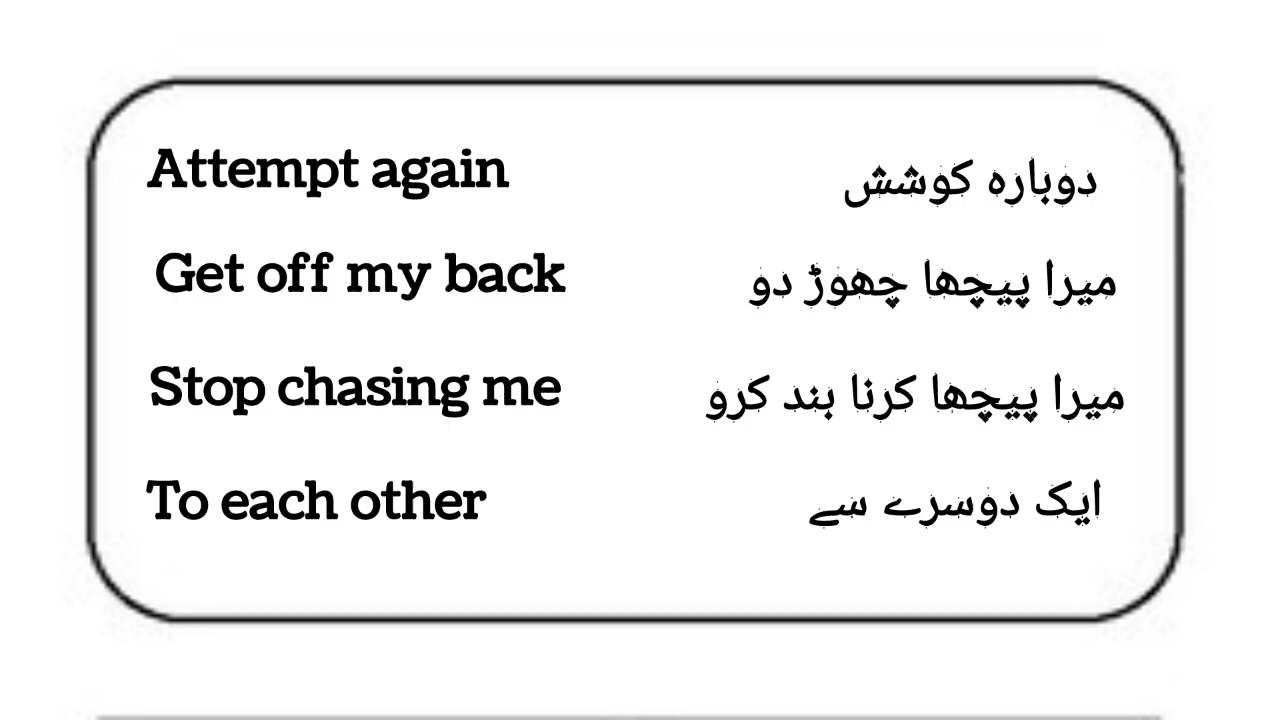 Attempt again دوبارہ کوشش
Get off my back میرا پیچھا چھوڑ دو
Stop chasing me میرا پیچھا کرنا بند کرو
To each other ایک دوسرے سے